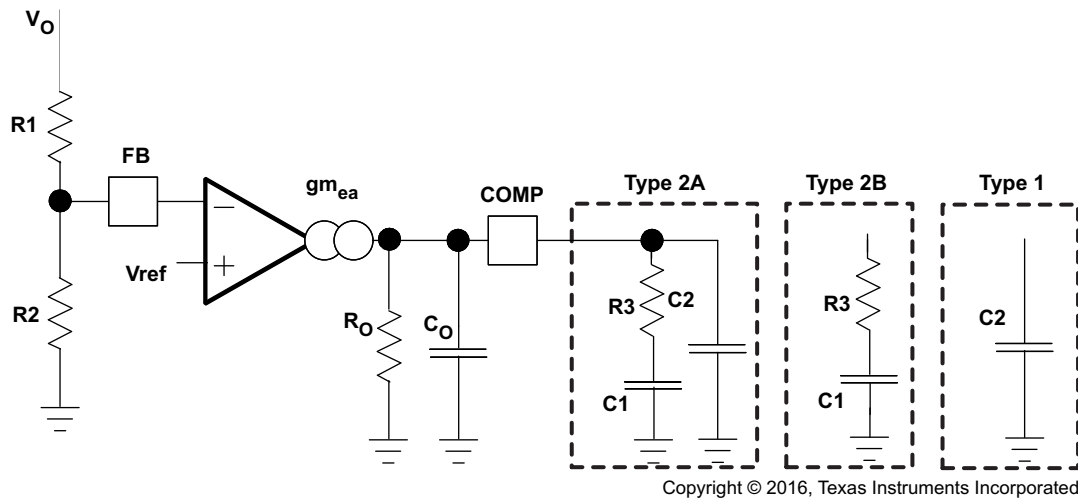 VO
R1
FB
gmea
COMP
Type 2A
Type 2B
Type 1
Vref
R2
RO
CO
R3
C2
C1
R3
C1
C2
− 
+
Copyright © 2016, Texas Instruments Incorporated